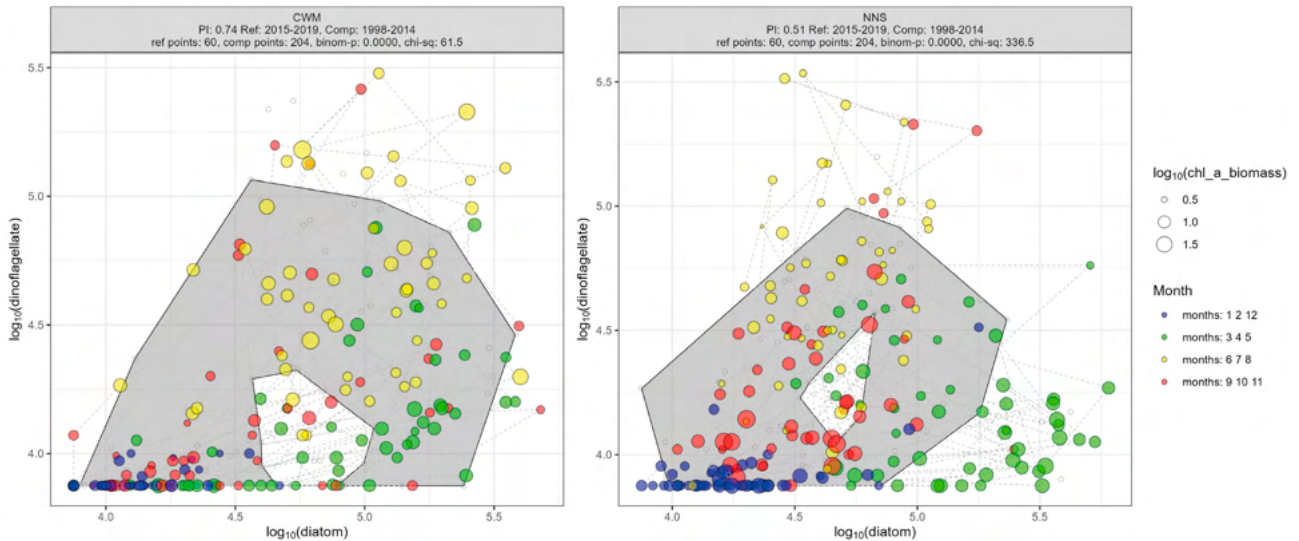 CWM
PI: 0.74 Ref: 2015-2019, Comp: 1998-2014
ref points: 60, comp points: 204, binom-p: 0.0000, chi-sq: 61.5
5.5
5.0
4.5
4.0
log10(dinoflagellate)
4.0 4.5 5.0 5.5
log10(diatom)
NNS
PI: 0.51 Ref: 2015-2019, Comp: 1998-2014
ref points: 60, comp points: 204, binom-p: 0.0000, chi-sq: 336.5
5.5
5.0
4.5
4.0
log10(dinoflagellate)
4.0 4.5 5.0 5.5
log10(diatom)
log10(chl_a_biomass)
0.5
1.0
1.5
Month
months: 1 2 12
months: 3 4 5
months: 6 7 8
months: 9 10 11